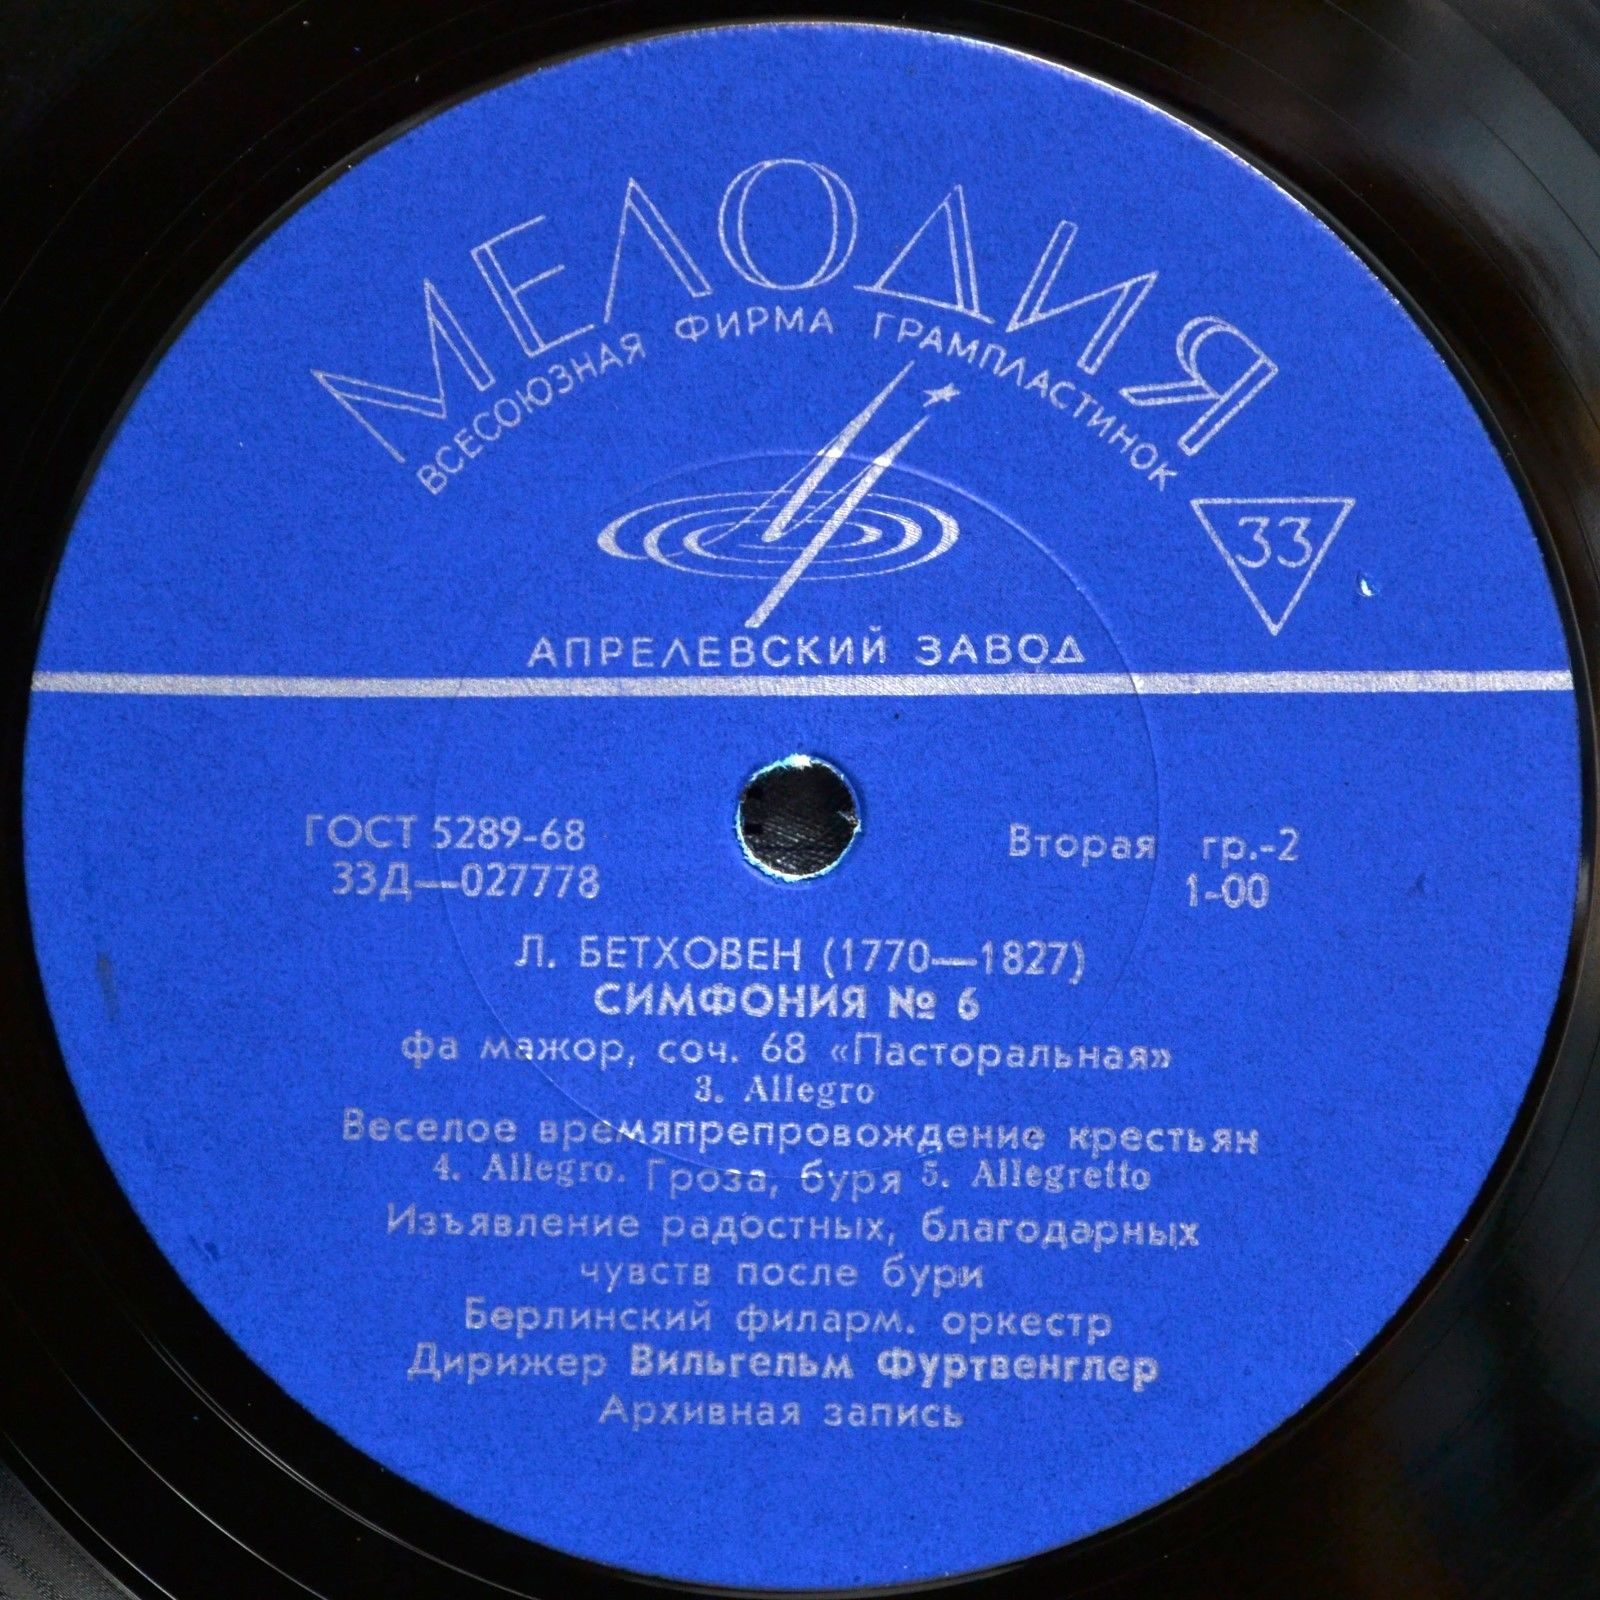 МЕЛОДИЯ
ВСЕСОЮЗНАЯ ФИРМА ГРАМПЛАСТИНОК
33
АПРЕЛЕВСКИЙ ЗАВОД
ГОСТ 5289-68
33Д—027778
Вторая гр.-2
1-00
Л. БЕТХОВЕН (1770—1827)
СИМФОНИЯ № 6
фа мажор, соч. 68 «Пасторальная»
3. Allegro
Веселое времяпрепровождение крестьян
4. Allegro. Гроза, буря 5. Allegretto
Изъявление радостных, благодарных
чувств после бури
Берлинский филарм. оркестр
Дирижер Вильгельм Фуртвенглер
Архивная запись